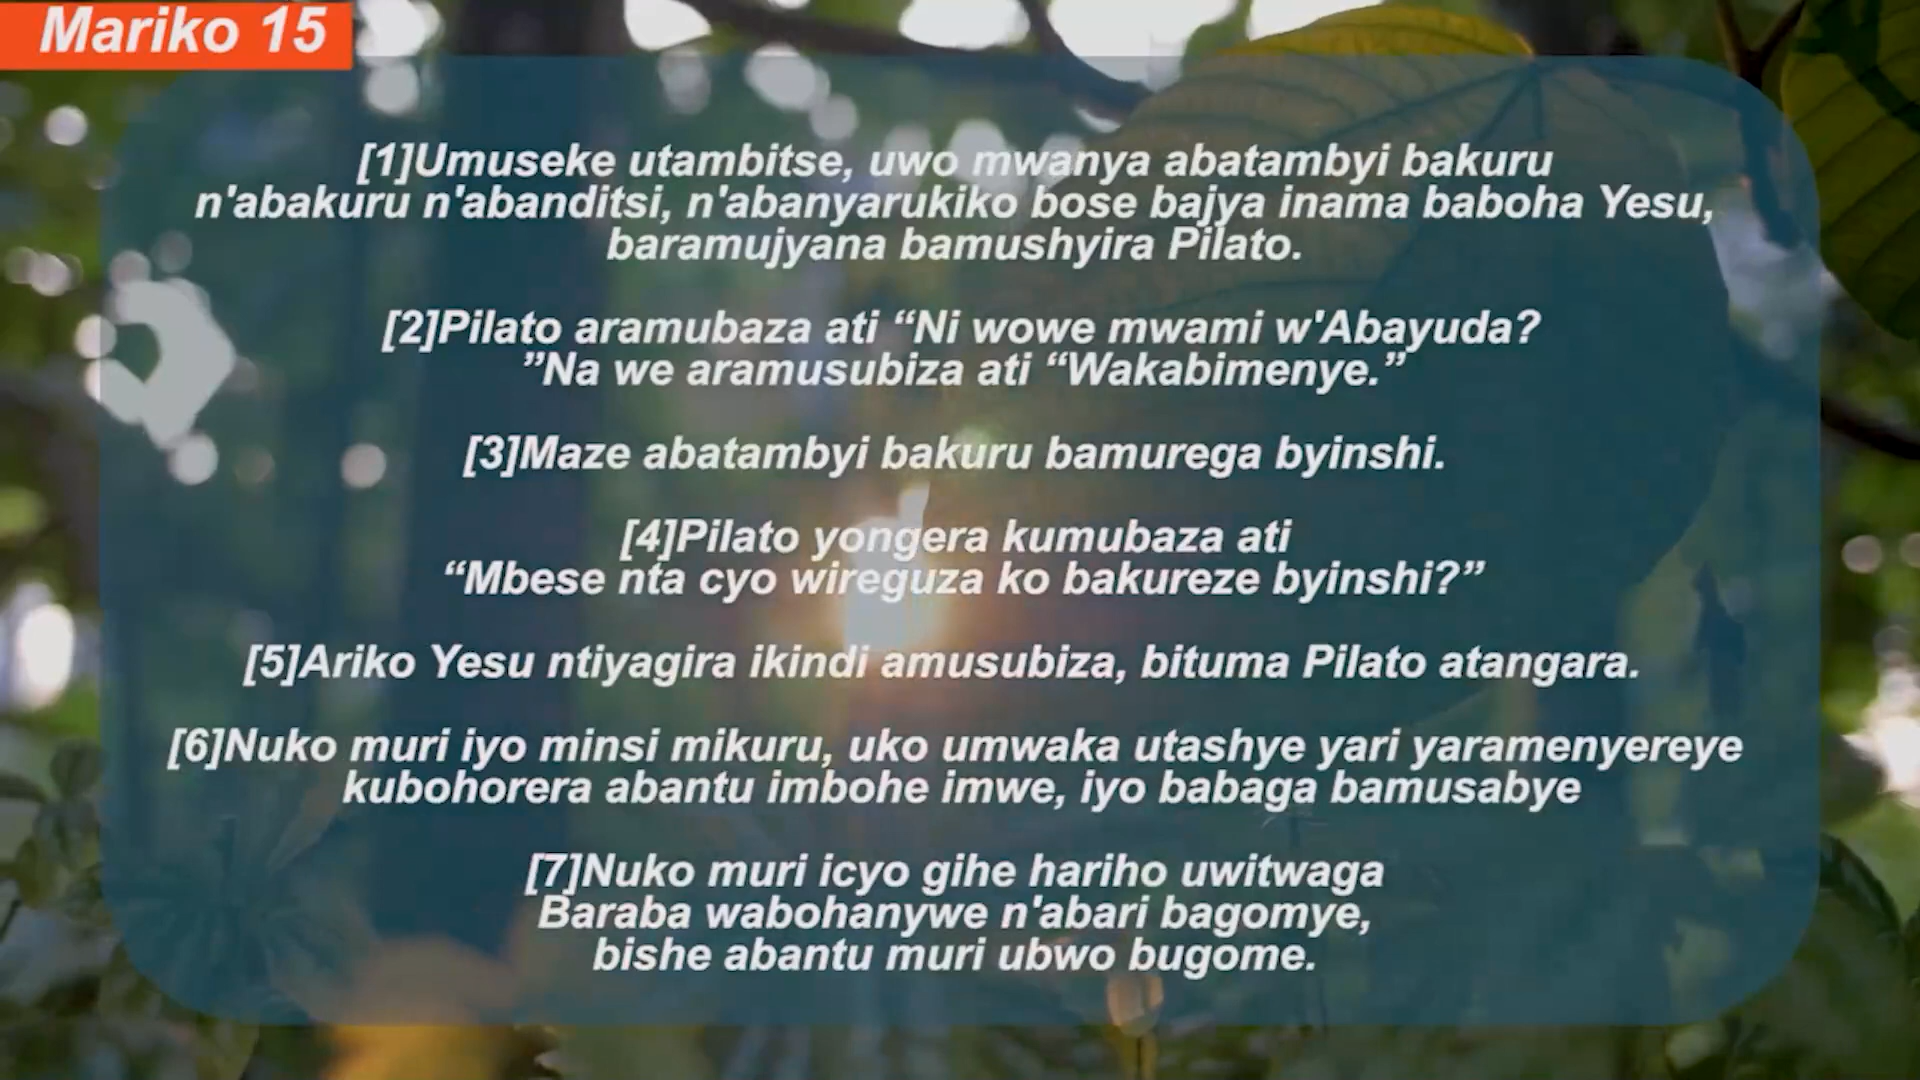 Mariko 15
[1]Umuseke utambitse, uwo mwanya abatambyi bakuru
n'abakuru n'abanditsi, n'abanyarukiko bose bajya inama baboha Yesu,
baramujyana bamushyira Pilato.
[2]Pilato aramubaza ati “Ni wowe mwami w'Abayuda?
”Na we aramusubiza ati “Wakabimenye.”
[3]Maze abatambyi bakuru bamurega byinshi.
[4]Pilato yongera kumubaza ati
“Mbese nta cyo wireguza ko bakureze byinshi?”
[5]Ariko Yesu ntiyagira ikindi amusubiza, bituma Pilato atangara.
[6]Nuko muri iyo minsi mikuru, uko umwaka utashye yari yaramenyereye
kubohorera abantu imbohe imwe, iyo babaga bamusabye
[7]Nuko muri icyo gihe hariho uwitwaga
Baraba wabohanywe n'abari bagomye,
bishe abantu muri ubwo bugome.